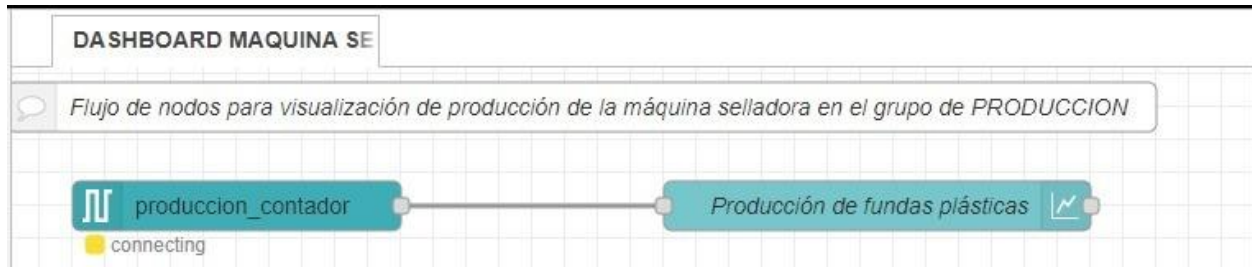 DASHBOARD MAQUINA SE
Flujo de nodos para visualización de producción de la máquina selladora en el grupo de PRODUCCION
produccion_contador
Producción de fundas plásticas
connecting